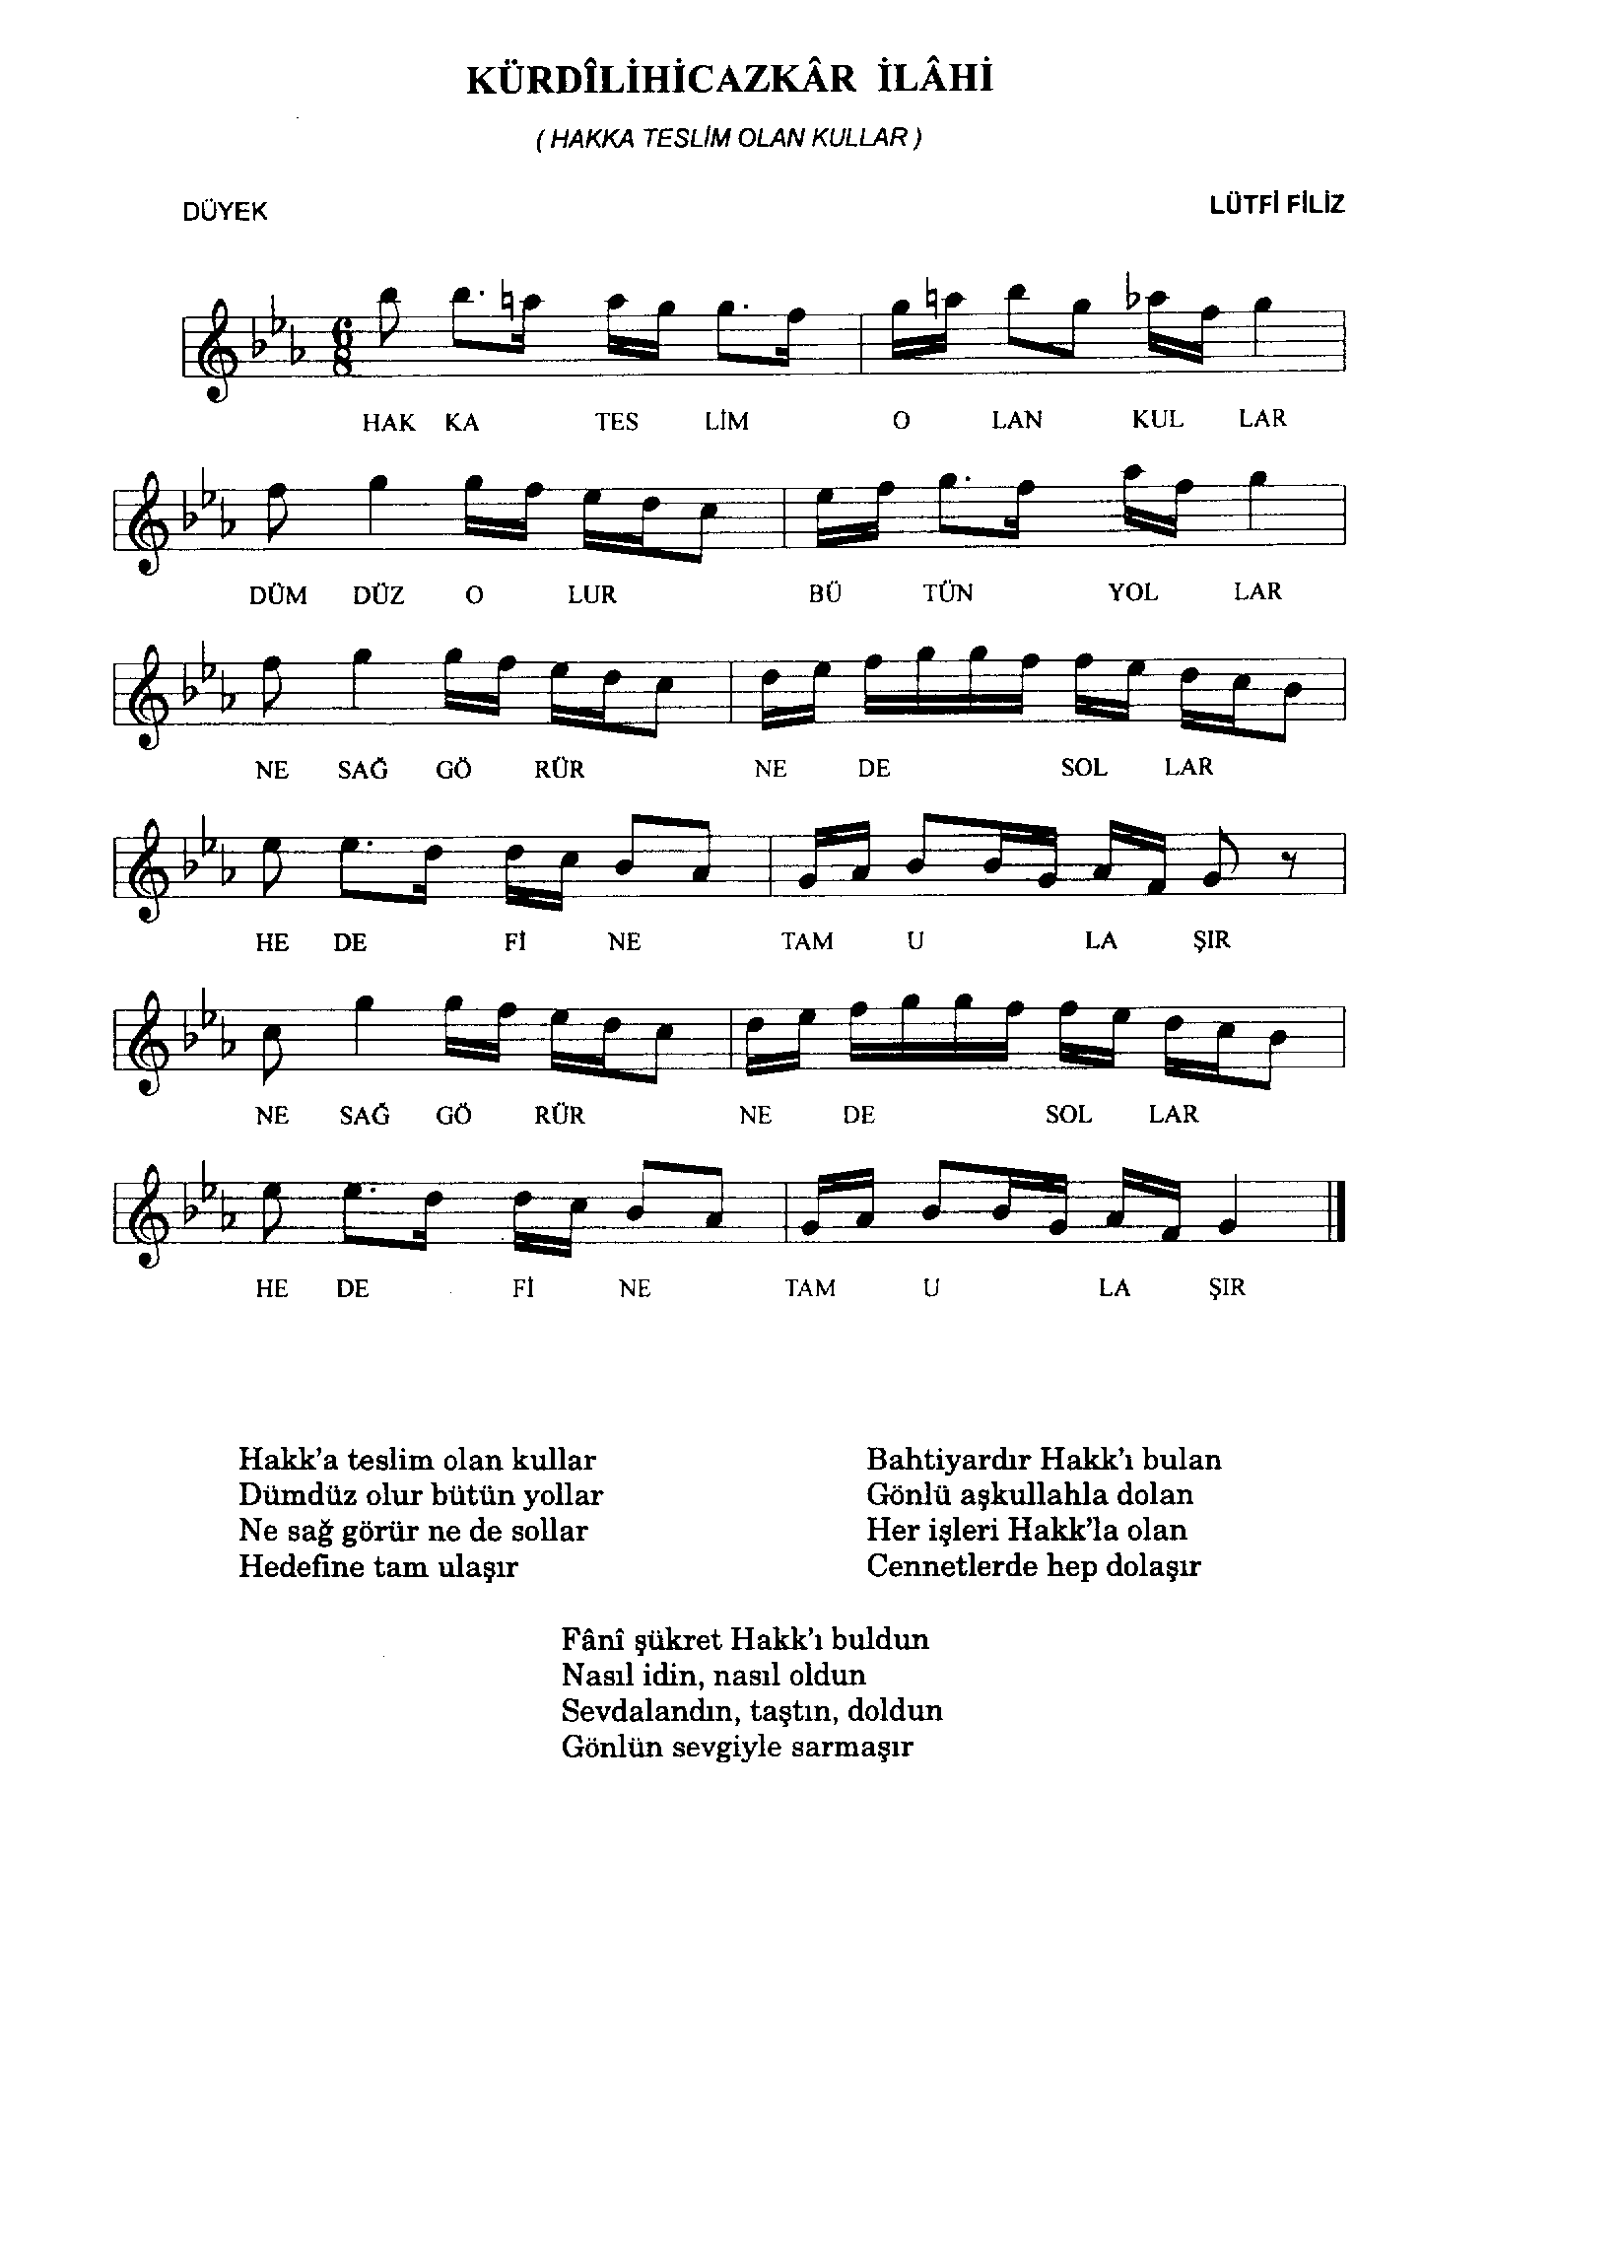 KÜRDÎLİHİCAZKÂR İLÂHİ
( HAKKA TESLİM OLAN KULLAR )
DÜYEK
LÜTFİ FİLİZ
6
8
HAK KA TES LİM O LAN KUL LAR
DÜM DÜZ O LUR BÜ TÜN YOL LAR
NE SAĞ GÖ RÜR NE DE SOL LAR
HE DE Fİ NE TAM U LA ŞIR
NE SAĞ GÖ RÜR NE DE SOL LAR
HE DE Fİ NE TAM U LA ŞIR
Hakk'a teslim olan kullar
Dümdüz olur bütün yollar
Ne sağ görür ne de sollar
Hedefine tam ulaşır
Bahtiyardır Hakk'ı bulan
Gönlü aşkullahla dolan
Her işleri Hakk'la olan
Cennetlerde hep dolaşır
Fânî şükret Hakk'ı buldun
Nasıl idin, nasıl oldun
Sevdalandın, taştın, doldun
Gönlün sevgiyle sarmaşır